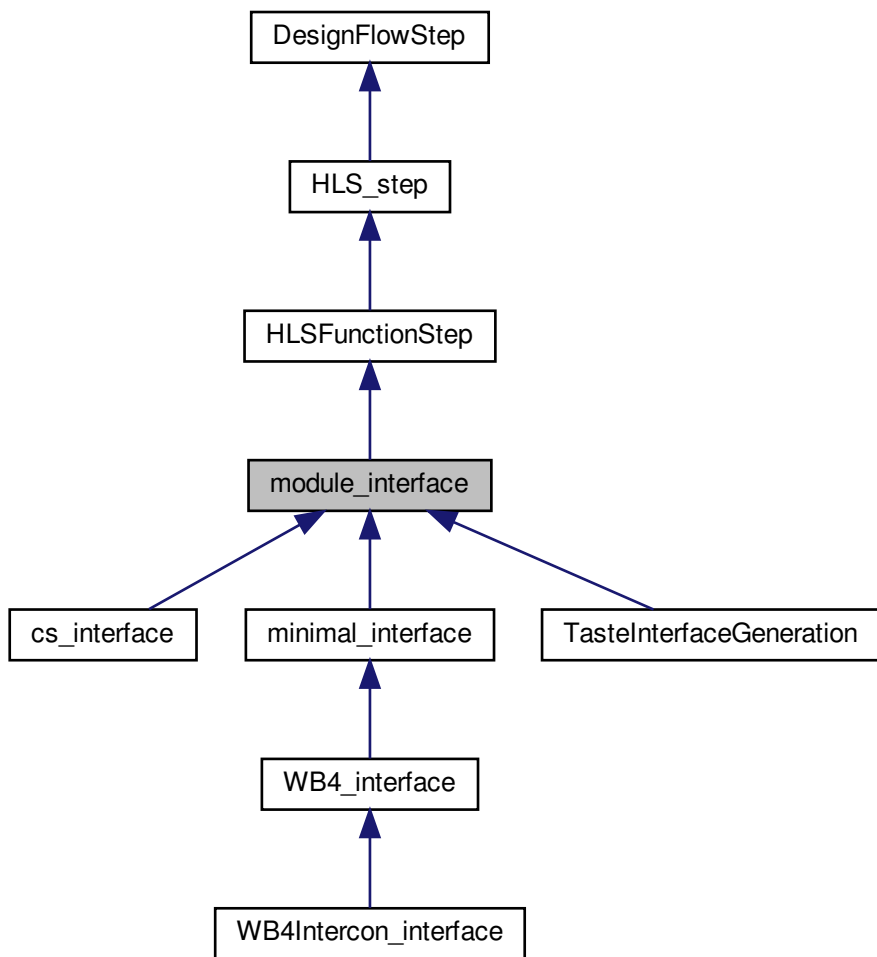 DesignFlowStep
HLS_step
HLSFunctionStep
module_interface
cs_interface
minimal_interface
TasteInterfaceGeneration
WB4_interface
WB4Intercon_interface